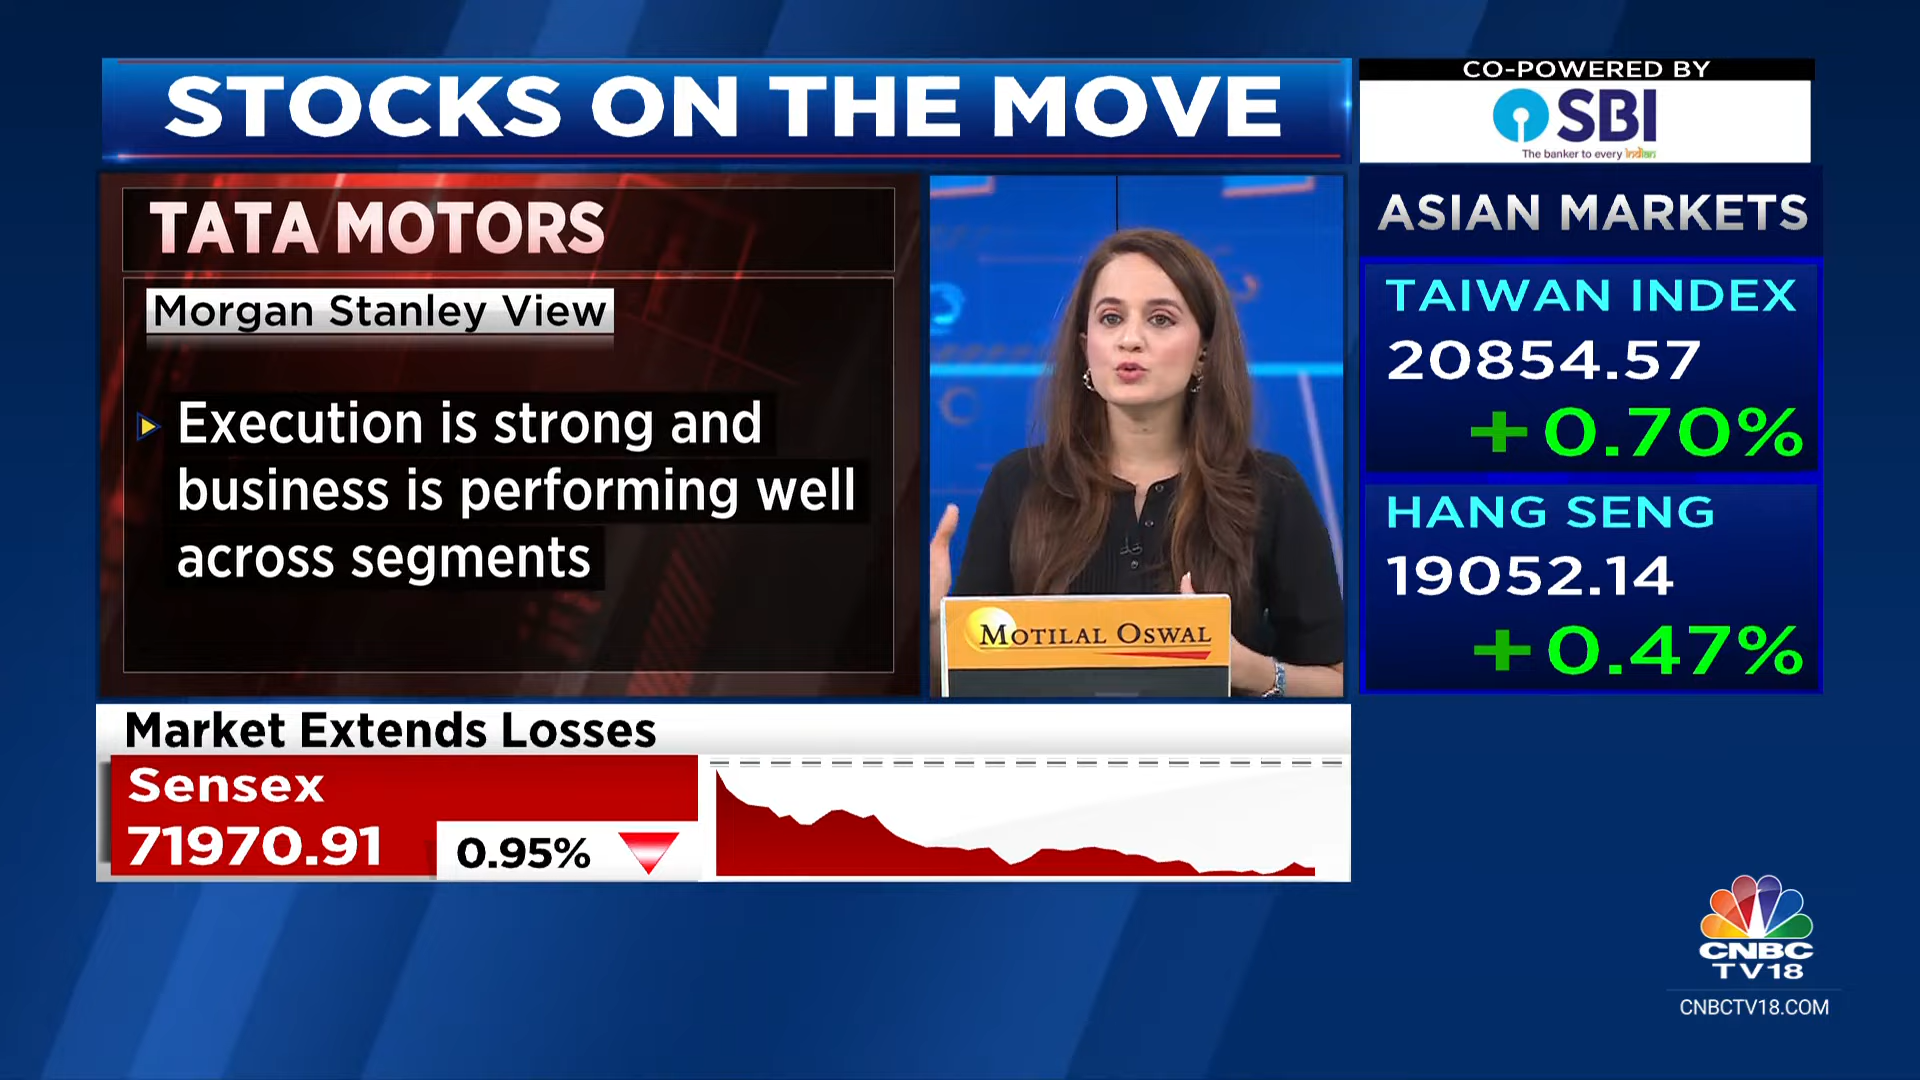 STOCKS ON THE MOVE
CO-POWERED BY
SBI
The banker to every indian
TATA MOTORS
Morgan Stanley View
Execution is strong and
business is performing well
across segments
MOTILAL OSWAL
ASIAN MARKETS
TAIWAN INDEX
20854.57
+0.70%
HANG SENG
19052.14
+0.47%
Market Extends Losses
Sensex
71970.91
0.95%
CNBC
TV18
CNBCTV18.COM